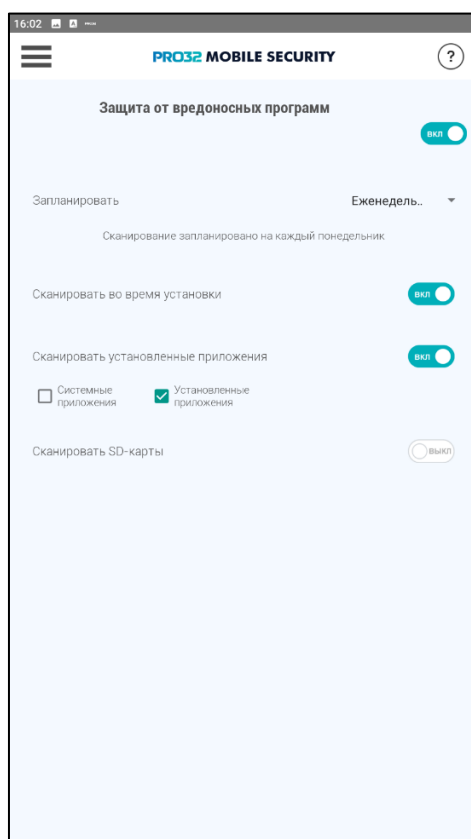 16:02
PRO32 MOBILE SECURITY
?
Защита от вредоносных программ
ВКЛ
Запланировать
Еженедель..
Сканирование запланировано на каждый понедельник
Сканировать во время установки
ВКЛ
Сканировать установленные приложения
ВКЛ
Системные
приложения
Установленные
приложения
Сканировать SD-карты
ВЫКЛ